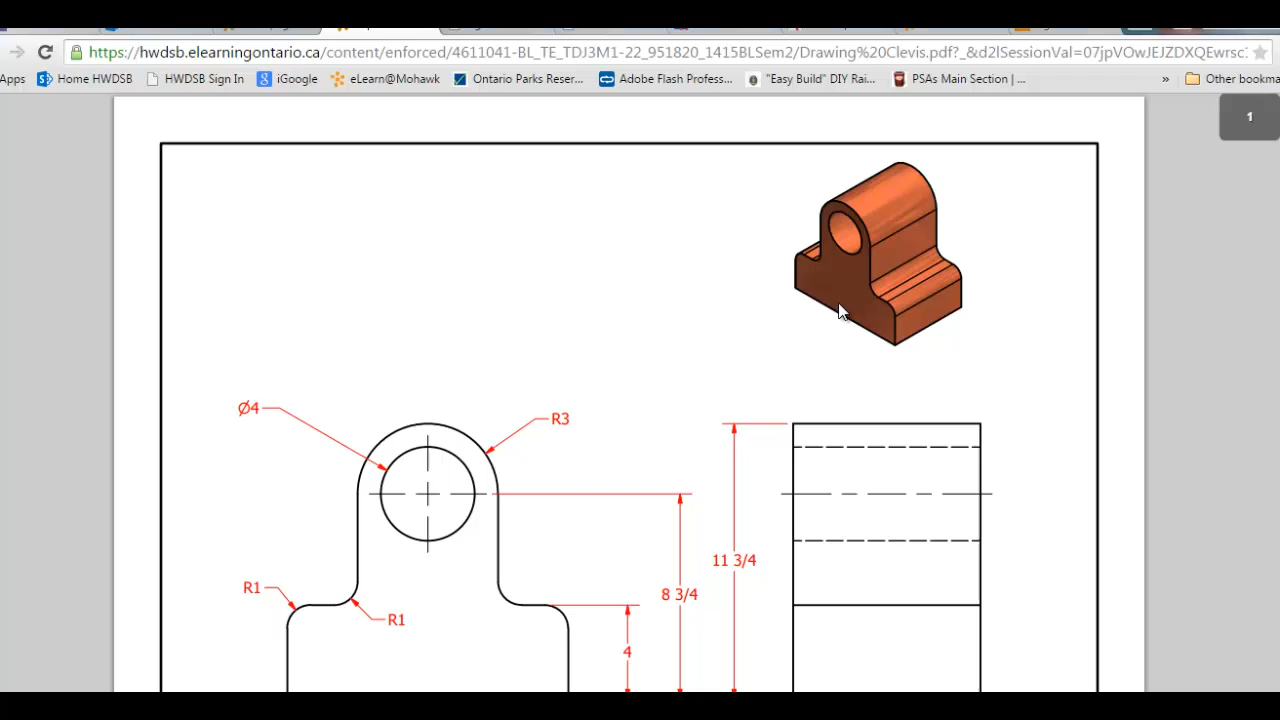 https://hwdsb.elearningontario.ca/content/enforced/4611041-BL_TE_TDJ3M1-22_951820_1415BLSem2/Drawing%20Clevis.pdf?_&d2lSessionVal=07jpVOwJEJZDXQEwrsc
Apps Home HWDSB HWDSB Sign In iGoogle eLearn@Mohawk Ontario Parks Reser... Adobe Flash Profess... "Easy Build" DIY Rai... PSAs Main Section | ... » Other bookma
1
Ø4
R3
11 3/4
R1
8 3/4
R1
4